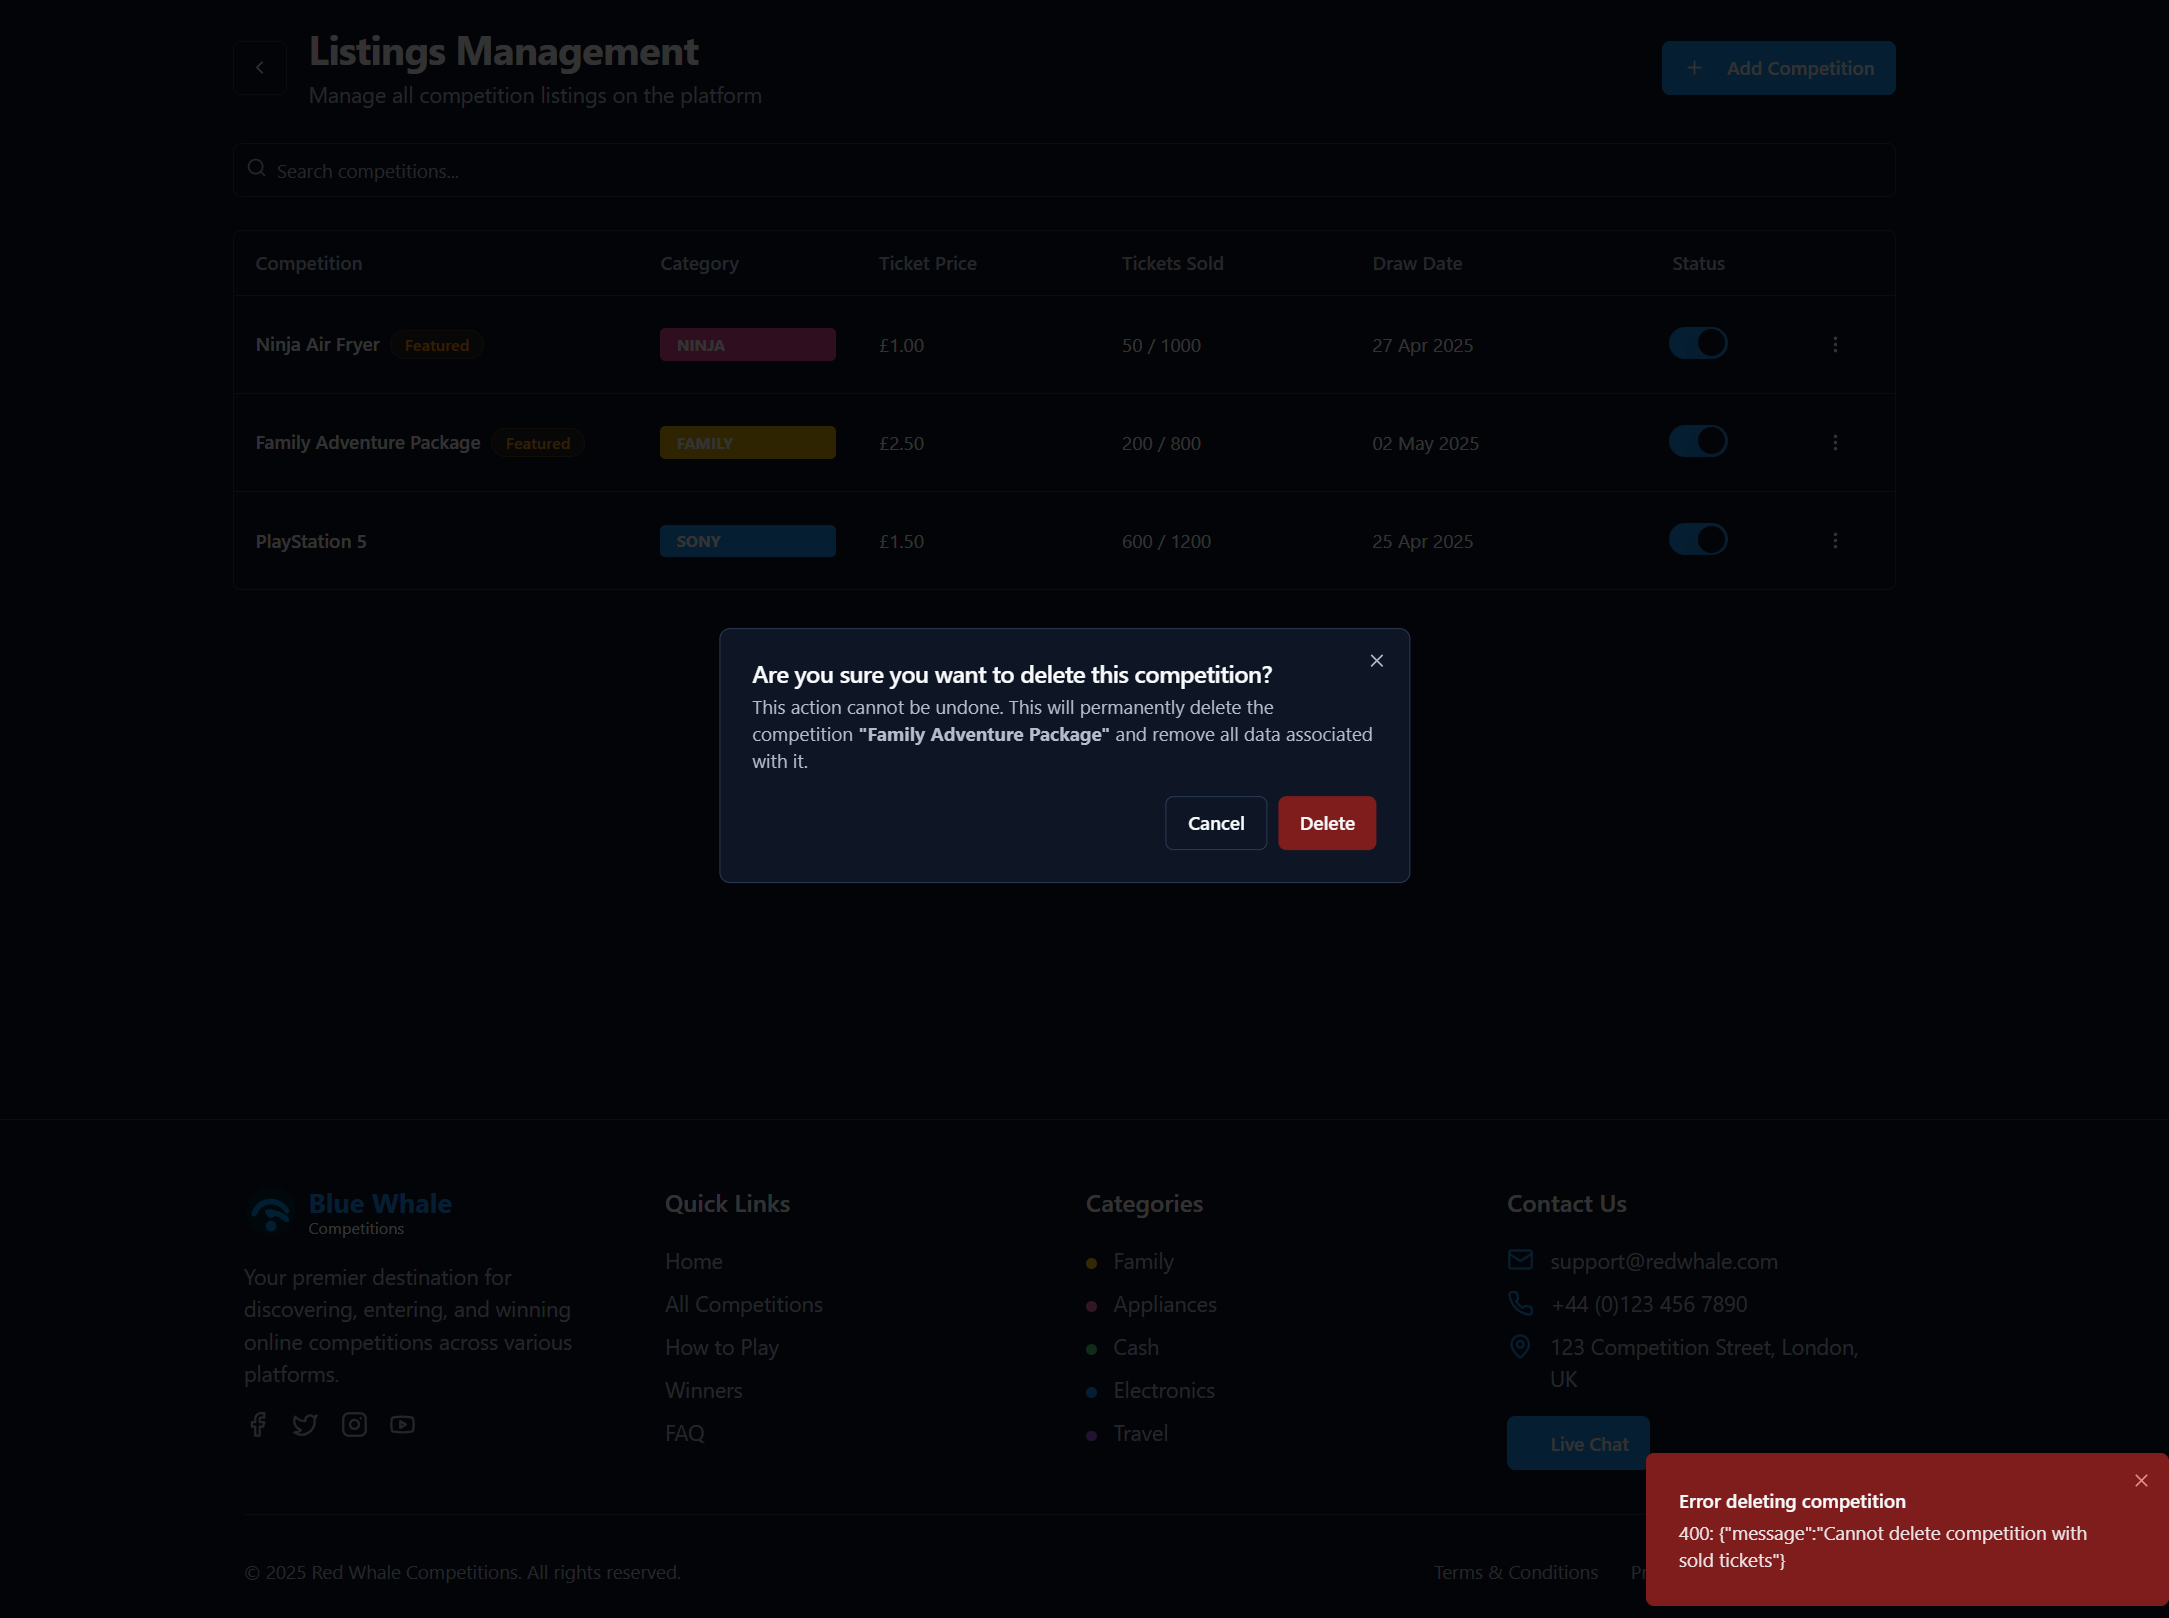 Listings Management
Manage all competition listings on the platform
Add Competition
Search competitions...
Competition Category Ticket Price Tickets Sold Draw Date Status
Ninja Air Fryer Featured NINJA £1.00 50 / 1000 27 Apr 2025
Family Adventure Package Featured FAMILY £2.50 200 / 800 02 May 2025
PlayStation 5 SONY £1.50 600 / 1200 25 Apr 2025
Are you sure you want to delete this competition?
This action cannot be undone. This will permanently delete the
competition "Family Adventure Package" and remove all data associated
with it.
Cancel Delete
Blue Whale
Competitions
Your premier destination for
discovering, entering, and winning
online competitions across various
platforms.
Quick Links
Home
All Competitions
How to Play
Winners
FAQ
Categories
Family
Appliances
Cash
Electronics
Travel
Contact Us
support@redwhale.com
+44 (0)123 456 7890
123 Competition Street, London,
UK
Live Chat
© 2025 Red Whale Competitions. All rights reserved.
Terms & Conditions
Error deleting competition
400: {"message":"Cannot delete competition with
sold tickets"}